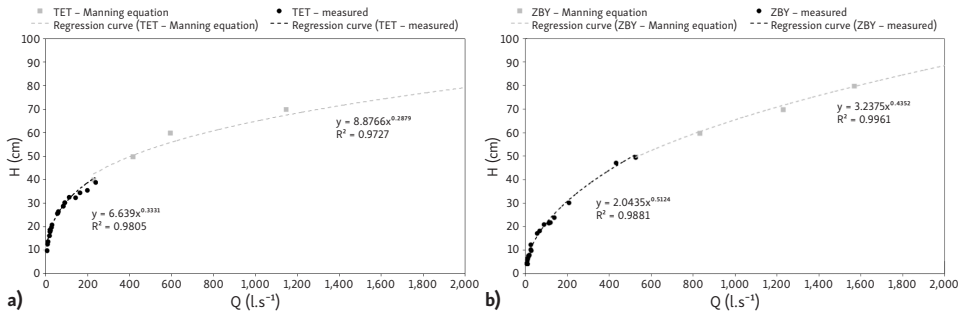 TET – Manning equation
TET – measured
Regression curve (TET – Manning equation)
Regression curve (TET – measured)
100
90
80
70
60
50
40
30
20
10
0
H (cm)
y = 8.8766x^0.2879
R² = 0.9727
y = 6.639x^0.3331
R² = 0.9805
0
200
400
600
800
1,000
1,200
1,400
1,600
1,800
2,000
Q (l.s⁻¹)
a)
ZBY – Manning equation
ZBY – measured
Regression curve (ZBY – Manning equation)
Regression curve (ZBY – measured)
100
90
80
70
60
50
40
30
20
10
0
H (cm)
y = 3.2375x^0.4352
R² = 0.9961
y = 2.0435x^0.5124
R² = 0.9881
0
200
400
600
800
1,000
1,200
1,400
1,600
1,800
2,000
Q (l.s⁻¹)
b)